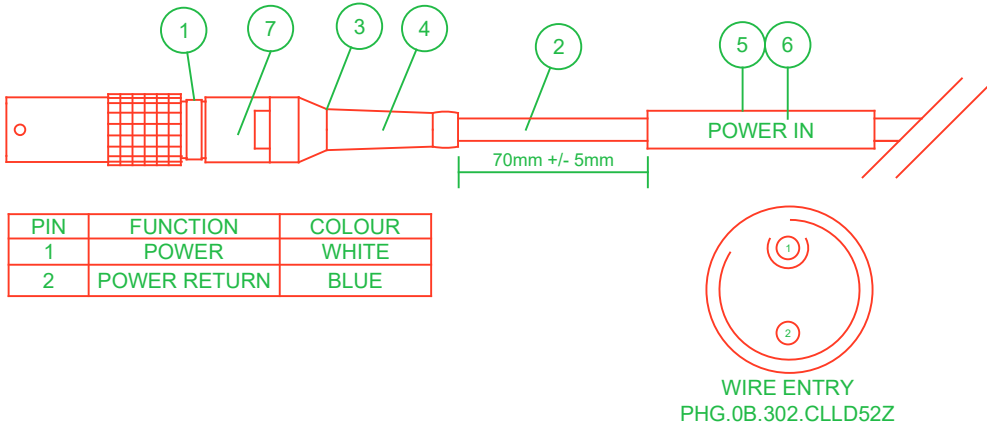 1 7 3 4 2 5 6
POWER IN
70mm +/- 5mm
PIN FUNCTION COLOUR
1 POWER WHITE
2 POWER RETURN BLUE
1
2
WIRE ENTRY
PHG.0B.302.CLLD52Z